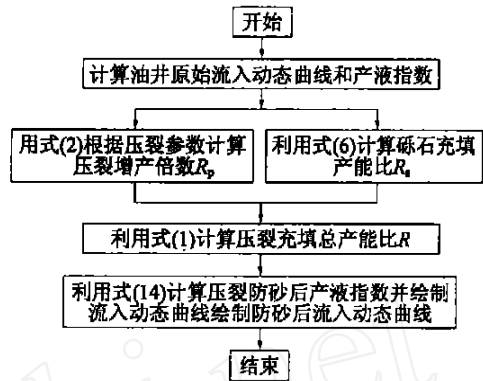 开始
计算油井原始流入动态曲线和产液指数
用式(2)根据压裂参数计算
压裂增产倍数Rp
利用式(6)计算砾石充填
产能比Rs
利用式(1)计算压裂充填总产能比R
利用式(14)计算压裂防砂后产液指数并绘制
流入动态曲线绘制防砂后流入动态曲线
结束